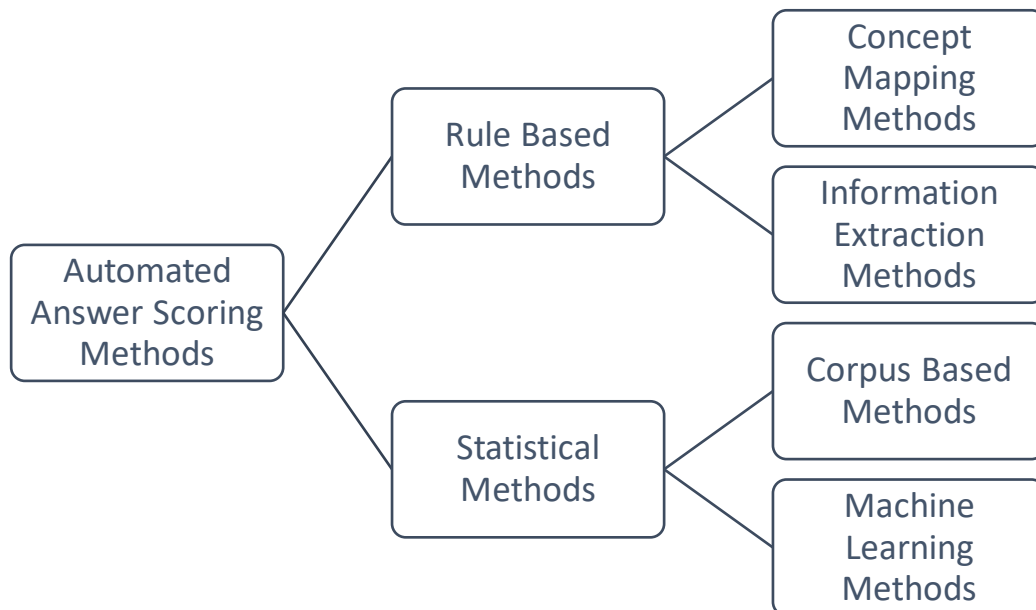 Automated
Answer Scoring
Methods
Rule Based
Methods
Concept
Mapping
Methods
Information
Extraction
Methods
Statistical
Methods
Corpus Based
Methods
Machine
Learning
Methods